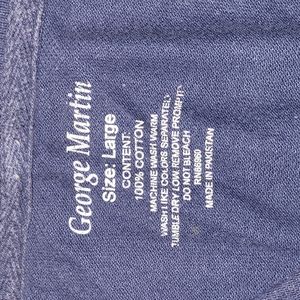 George Martin
Size: Large
CONTENT:
100% COTTON
MACHINE WASH WARM
WASH LIKE COLORS SEPARATELY
TUMBLE DRY LOW. REMOVE PROMPTLY
DO NOT BLEACH
MADE IN PAKISTAN